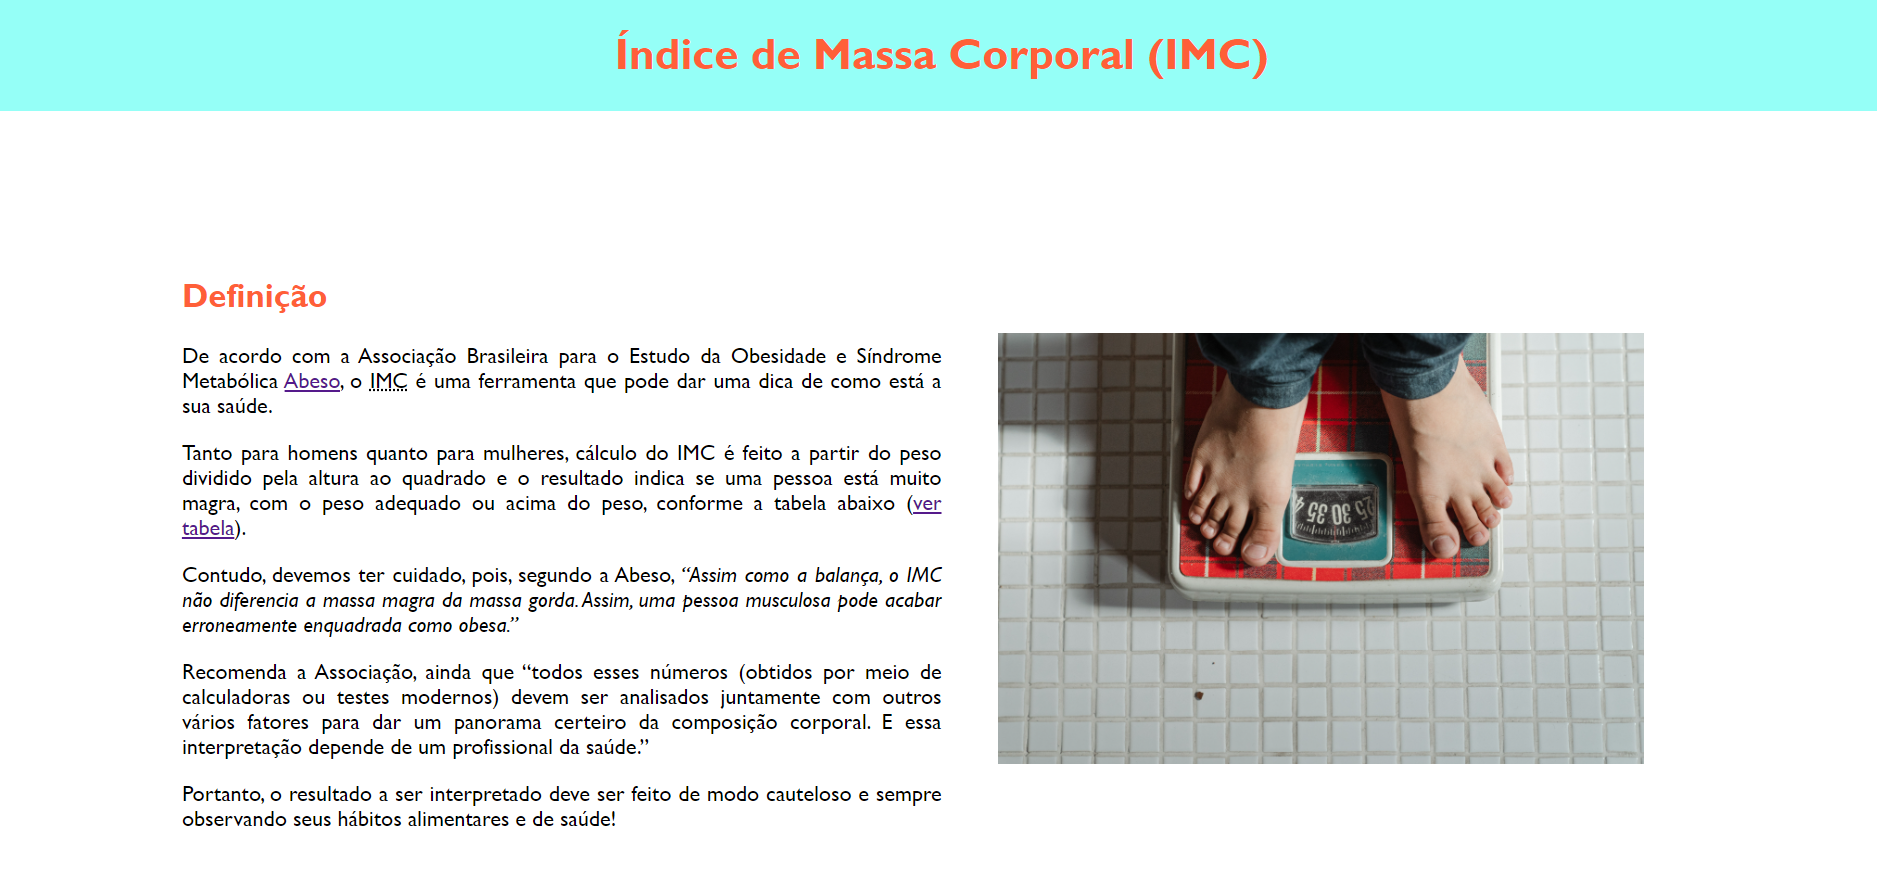 Índice de Massa Corporal (IMC)
Definição
De acordo com a Associação Brasileira para o Estudo da Obesidade e Síndrome
Metabólica Abeso, o IMC é uma ferramenta que pode dar uma dica de como está a
sua saúde.
Tanto para homens quanto para mulheres, cálculo do IMC é feito a partir do peso
dividido pela altura ao quadrado e o resultado indica se uma pessoa está muito
magra, com o peso adequado ou acima do peso, conforme a tabela abaixo (ver
tabela).
Contudo, devemos ter cuidado, pois, segundo a Abeso, “Assim como a balança, o IMC
não diferencia a massa magra da massa gorda. Assim, uma pessoa musculosa pode acabar
erroneamente enquadrada como obesa.”
Recomenda a Associação, ainda que “todos esses números (obtidos por meio de
calculadoras ou testes modernos) devem ser analisados juntamente com outros
vários fatores para dar um panorama certeiro da composição corporal. E essa
interpretação depende de um profissional da saúde.”
Portanto, o resultado a ser interpretado deve ser feito de modo cauteloso e sempre
observando seus hábitos alimentares e de saúde!
25 30 35